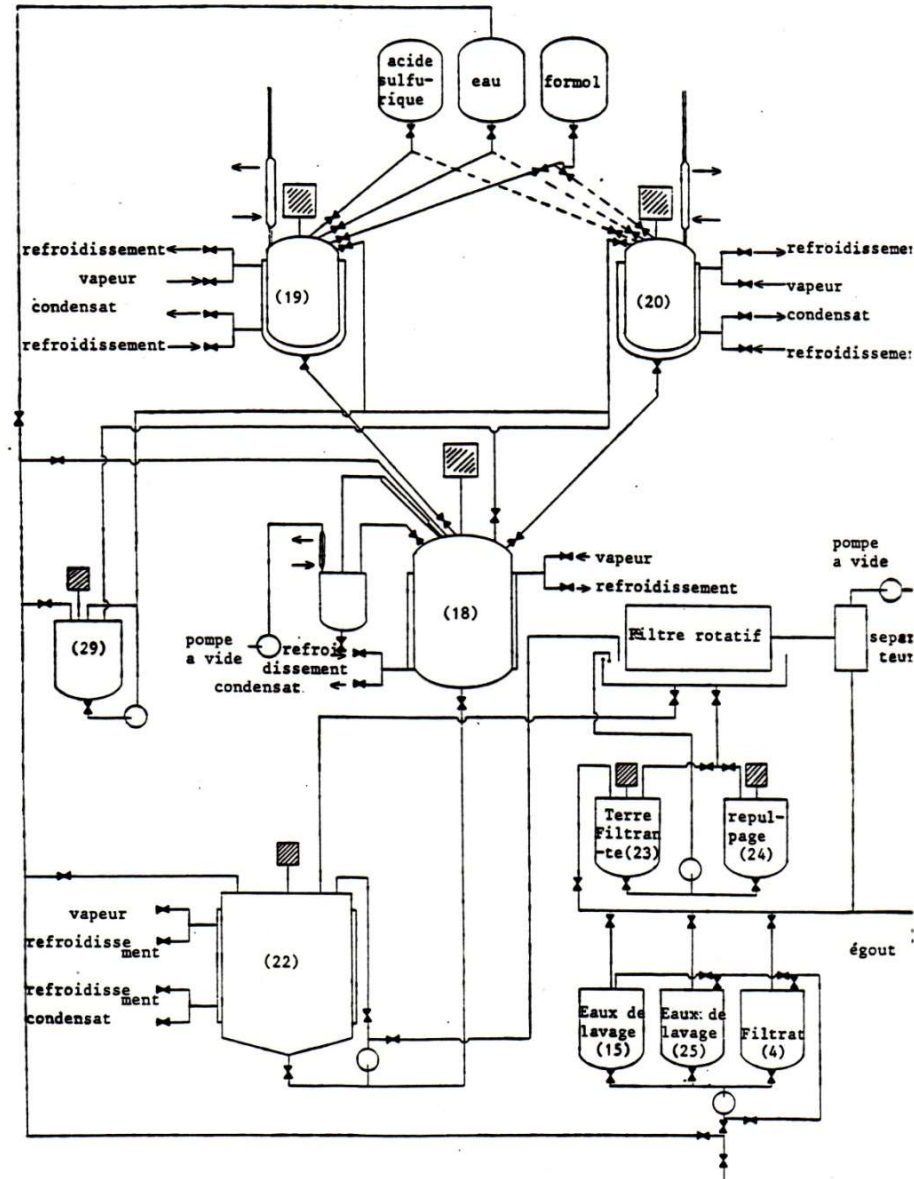 acide
sulfu-
rique
eau
formol
refroidissement
vapeur
condensat
refroidissement
(19)
(20)
refroidissemen
vapeur
condensat
refroidisseme
vapeur
refroidissement
(18)
pompe
a vide
refroi
dissement
condensat.
(29)
Filtre rotatif
pompe
a vide
separ
teur
Terre
Filtran
-te(23)
repul-
page
(24)
égout
vapeur
refroidisse
ment
refroidisse
ment
condensat
(22)
Eaux de
lavage
(15)
Eaux de
lavage
(25)
Filtrat
(4)